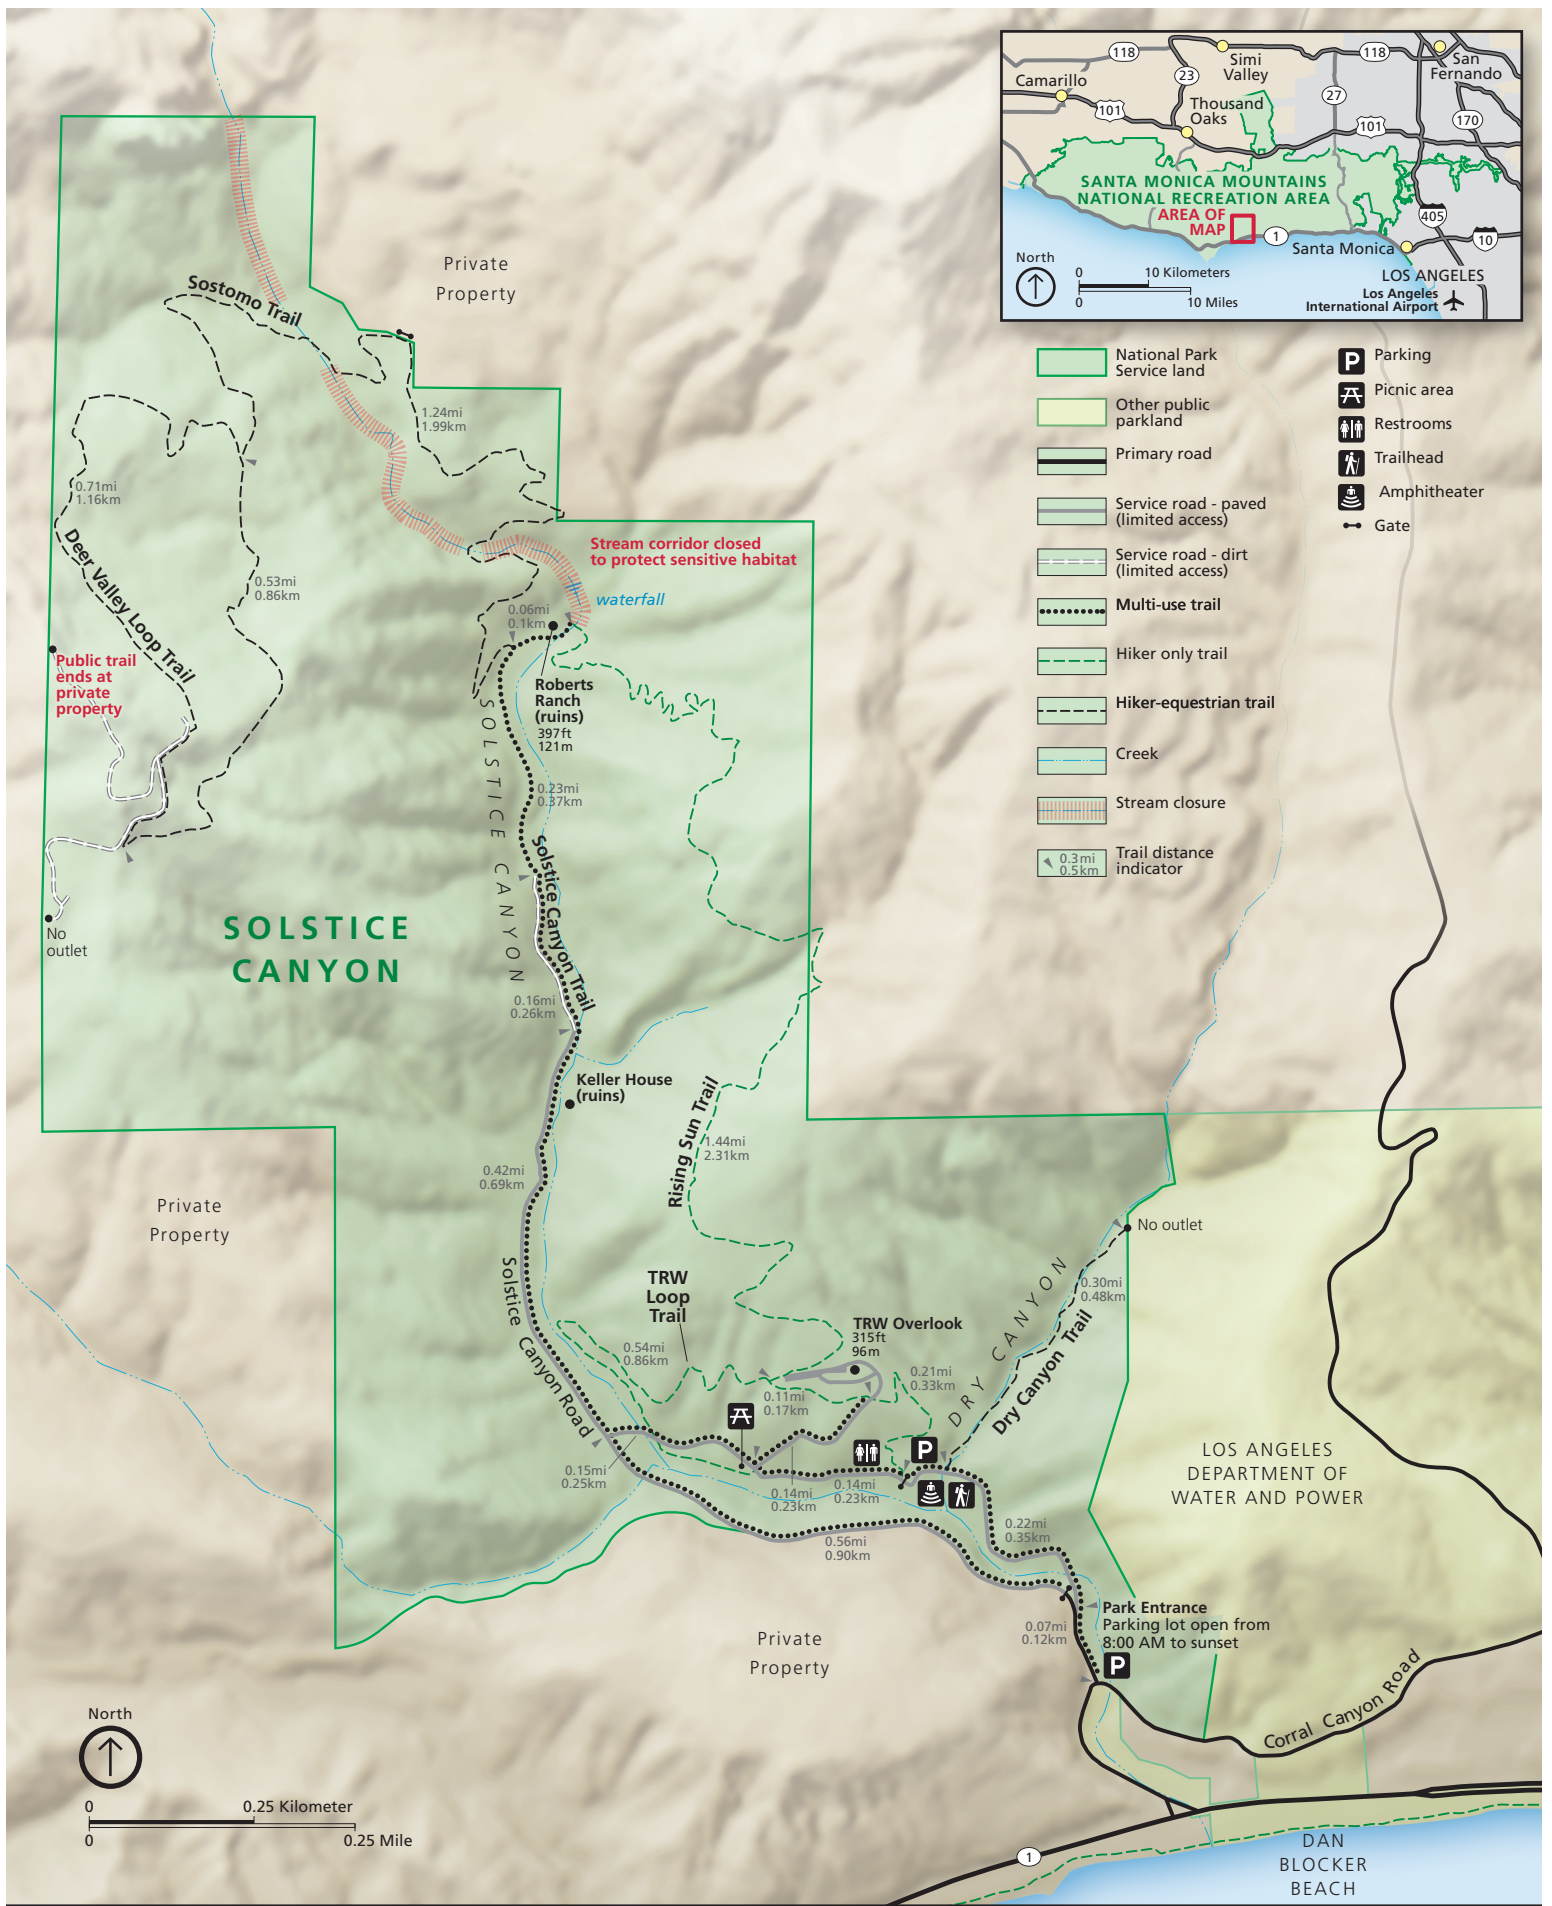 118
Simi
Valley
118
San
Fernando
Camarillo
23
101
Thousand
Oaks
27
101
170
SANTA MONICA MOUNTAINS
NATIONAL RECREATION AREA
AREA OF
MAP
405
1
Santa Monica
10
North
0
10 Kilometers
0
10 Miles
LOS ANGELES
Los Angeles
International Airport
National Park
Service land
Other public
parkland
Primary road
Service road - paved
(limited access)
Service road - dirt
(limited access)
Multi-use trail
Hiker only trail
Hiker-equestrian trail
Creek
Stream closure
0.3mi
0.5km
Trail distance
indicator
P
Parking
Picnic area
Restrooms
Trailhead
Amphitheater
Gate
Private
Property
Sostomo Trail
1.24mi
1.99km
0.71mi
1.16km
Deer Valley Loop Trail
0.53mi
0.86km
Stream corridor closed
to protect sensitive habitat
waterfall
0.06mi
0.1km
Public trail
ends at
private
property
Roberts
Ranch
(ruins)
397ft
121m
SOLSTICE CANYON
0.23mi
0.37km
Solstice Canyon Trail
SOLSTICE
CANYON
No
outlet
0.16mi
0.26km
Keller House
(ruins)
Rising Sun Trail
1.44mi
2.31km
0.42mi
0.69km
Private
Property
No outlet
Solstice Canyon Road
TRW
Loop
Trail
DRY CANYON
0.30mi
0.48km
Dry Canyon Trail
TRW Overlook
315ft
96m
0.54mi
0.86km
0.21mi
0.33km
0.11mi
0.17km
P
0.15mi
0.25km
0.14mi
0.23km
0.14mi
0.23km
LOS ANGELES
DEPARTMENT OF
WATER AND POWER
0.22mi
0.35km
0.56mi
0.90km
Park Entrance
Parking lot open from
8:00 AM to sunset
0.07mi
0.12km
P
Private
Property
Corral Canyon Road
North
0
0.25 Kilometer
0
0.25 Mile
1
DAN
BLOCKER
BEACH